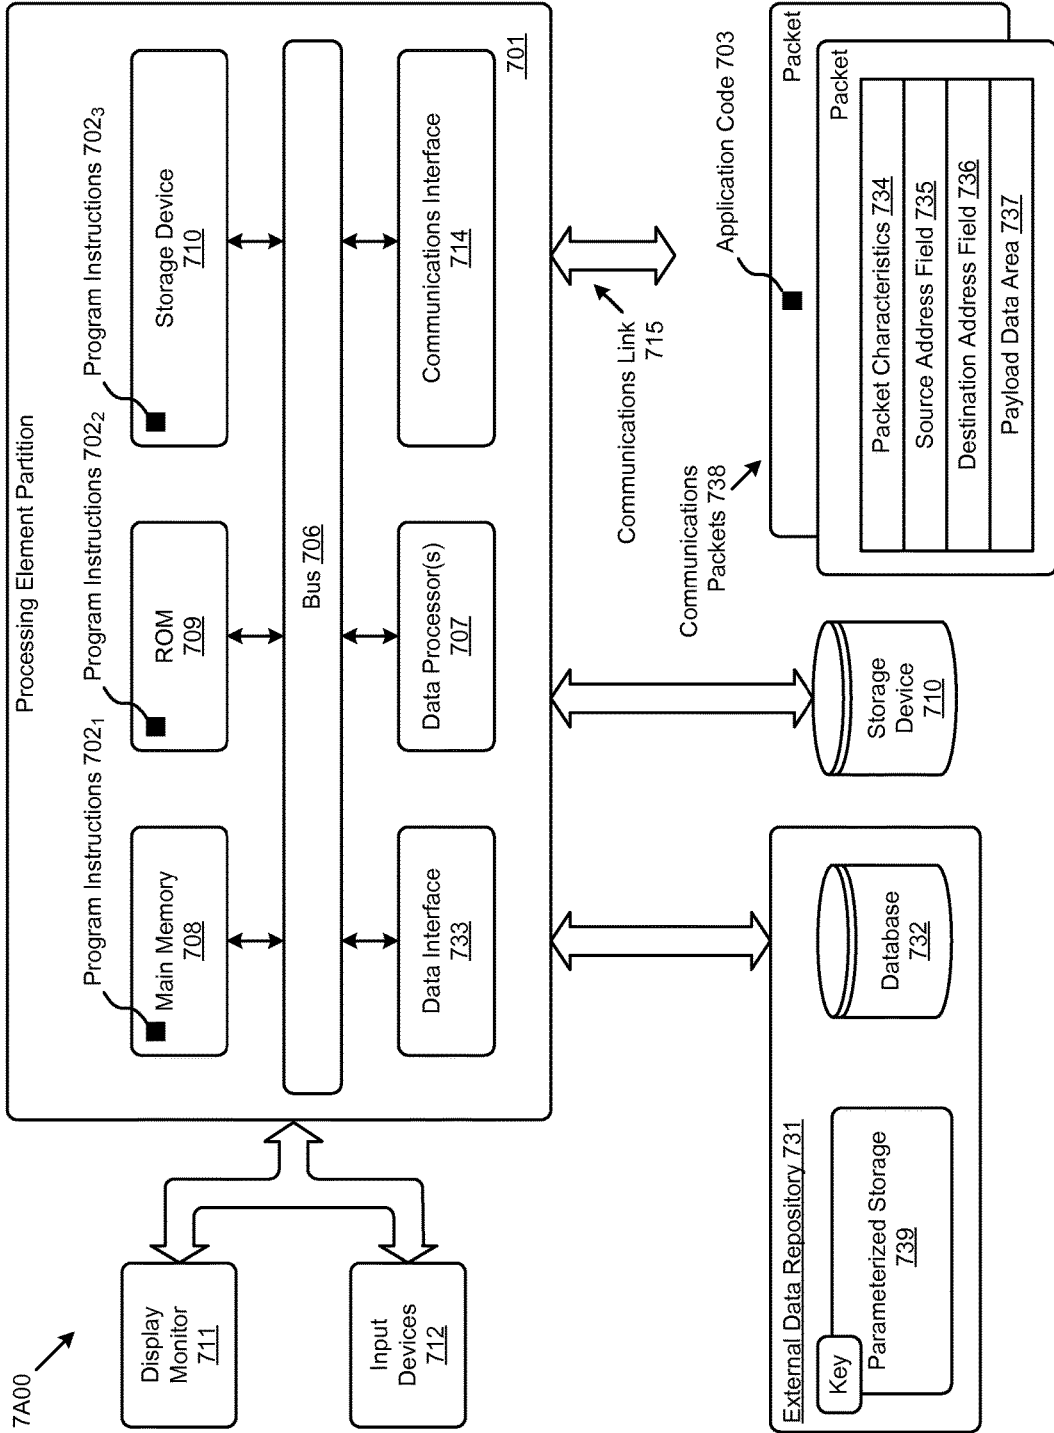 7A00
Processing Element Partition
Program Instructions 702₁
Program Instructions 702₂
Program Instructions 702₃
Main Memory
708
ROM
709
Storage Device
710
Bus 706
Data Interface
733
Data Processor(s)
707
Communications Interface
714
701
Display
Monitor
711
Input
Devices
712
Communications Link
715
External Data Repository 731
Key
Parameterized Storage
739
Database
732
Storage
Device
710
Communications
Packets 738
Application Code 703
Packet
Packet
Packet Characteristics 734
Source Address Field 735
Destination Address Field 736
Payload Data Area 737